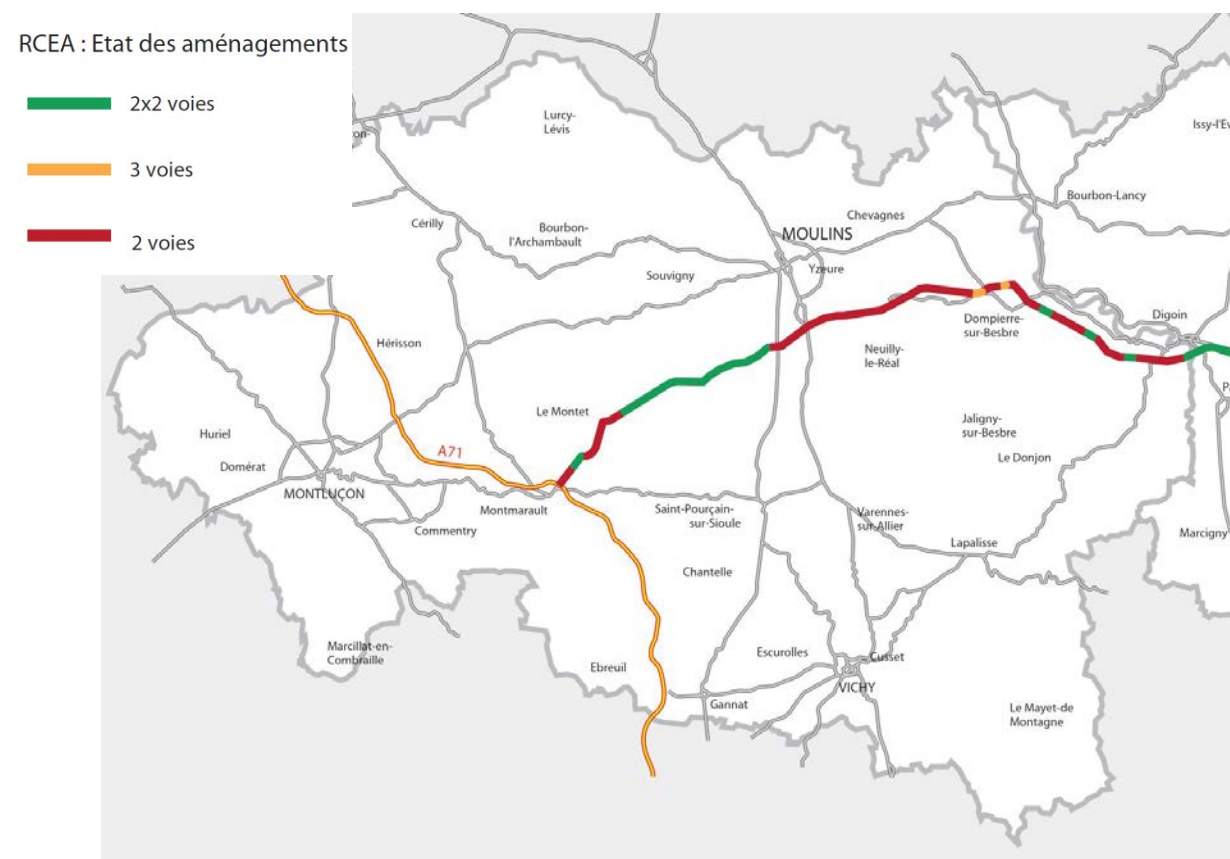 RCEA : Etat des aménagements
2x2 voies
3 voies
2 voies
Lurcy-
Lévis
Issy-l'Ev
Bourbon-Lancy
Chevagnes
Cérilly
Bourbon-
l'Archambault
MOULINS
Yzeure
Souvigny
Digoin
Dompierre-
sur-Besbre
Hérisson
Neuilly-
le-Réal
Le Montet
Jaligny-
sur-Besbre
Huriel
A71
Le Donjon
Domérat
MONTLUÇON
Montmarault
Saint-Pourçain-
sur-Sioule
Varennes-
sur-Allier
Commentry
Marcigny
Lapalisse
Chantelle
Marcillat-en-
Combraille
Escurolles
Cusset
Ebreuil
VICHY
Gannat
Le Mayet-de
Montagne